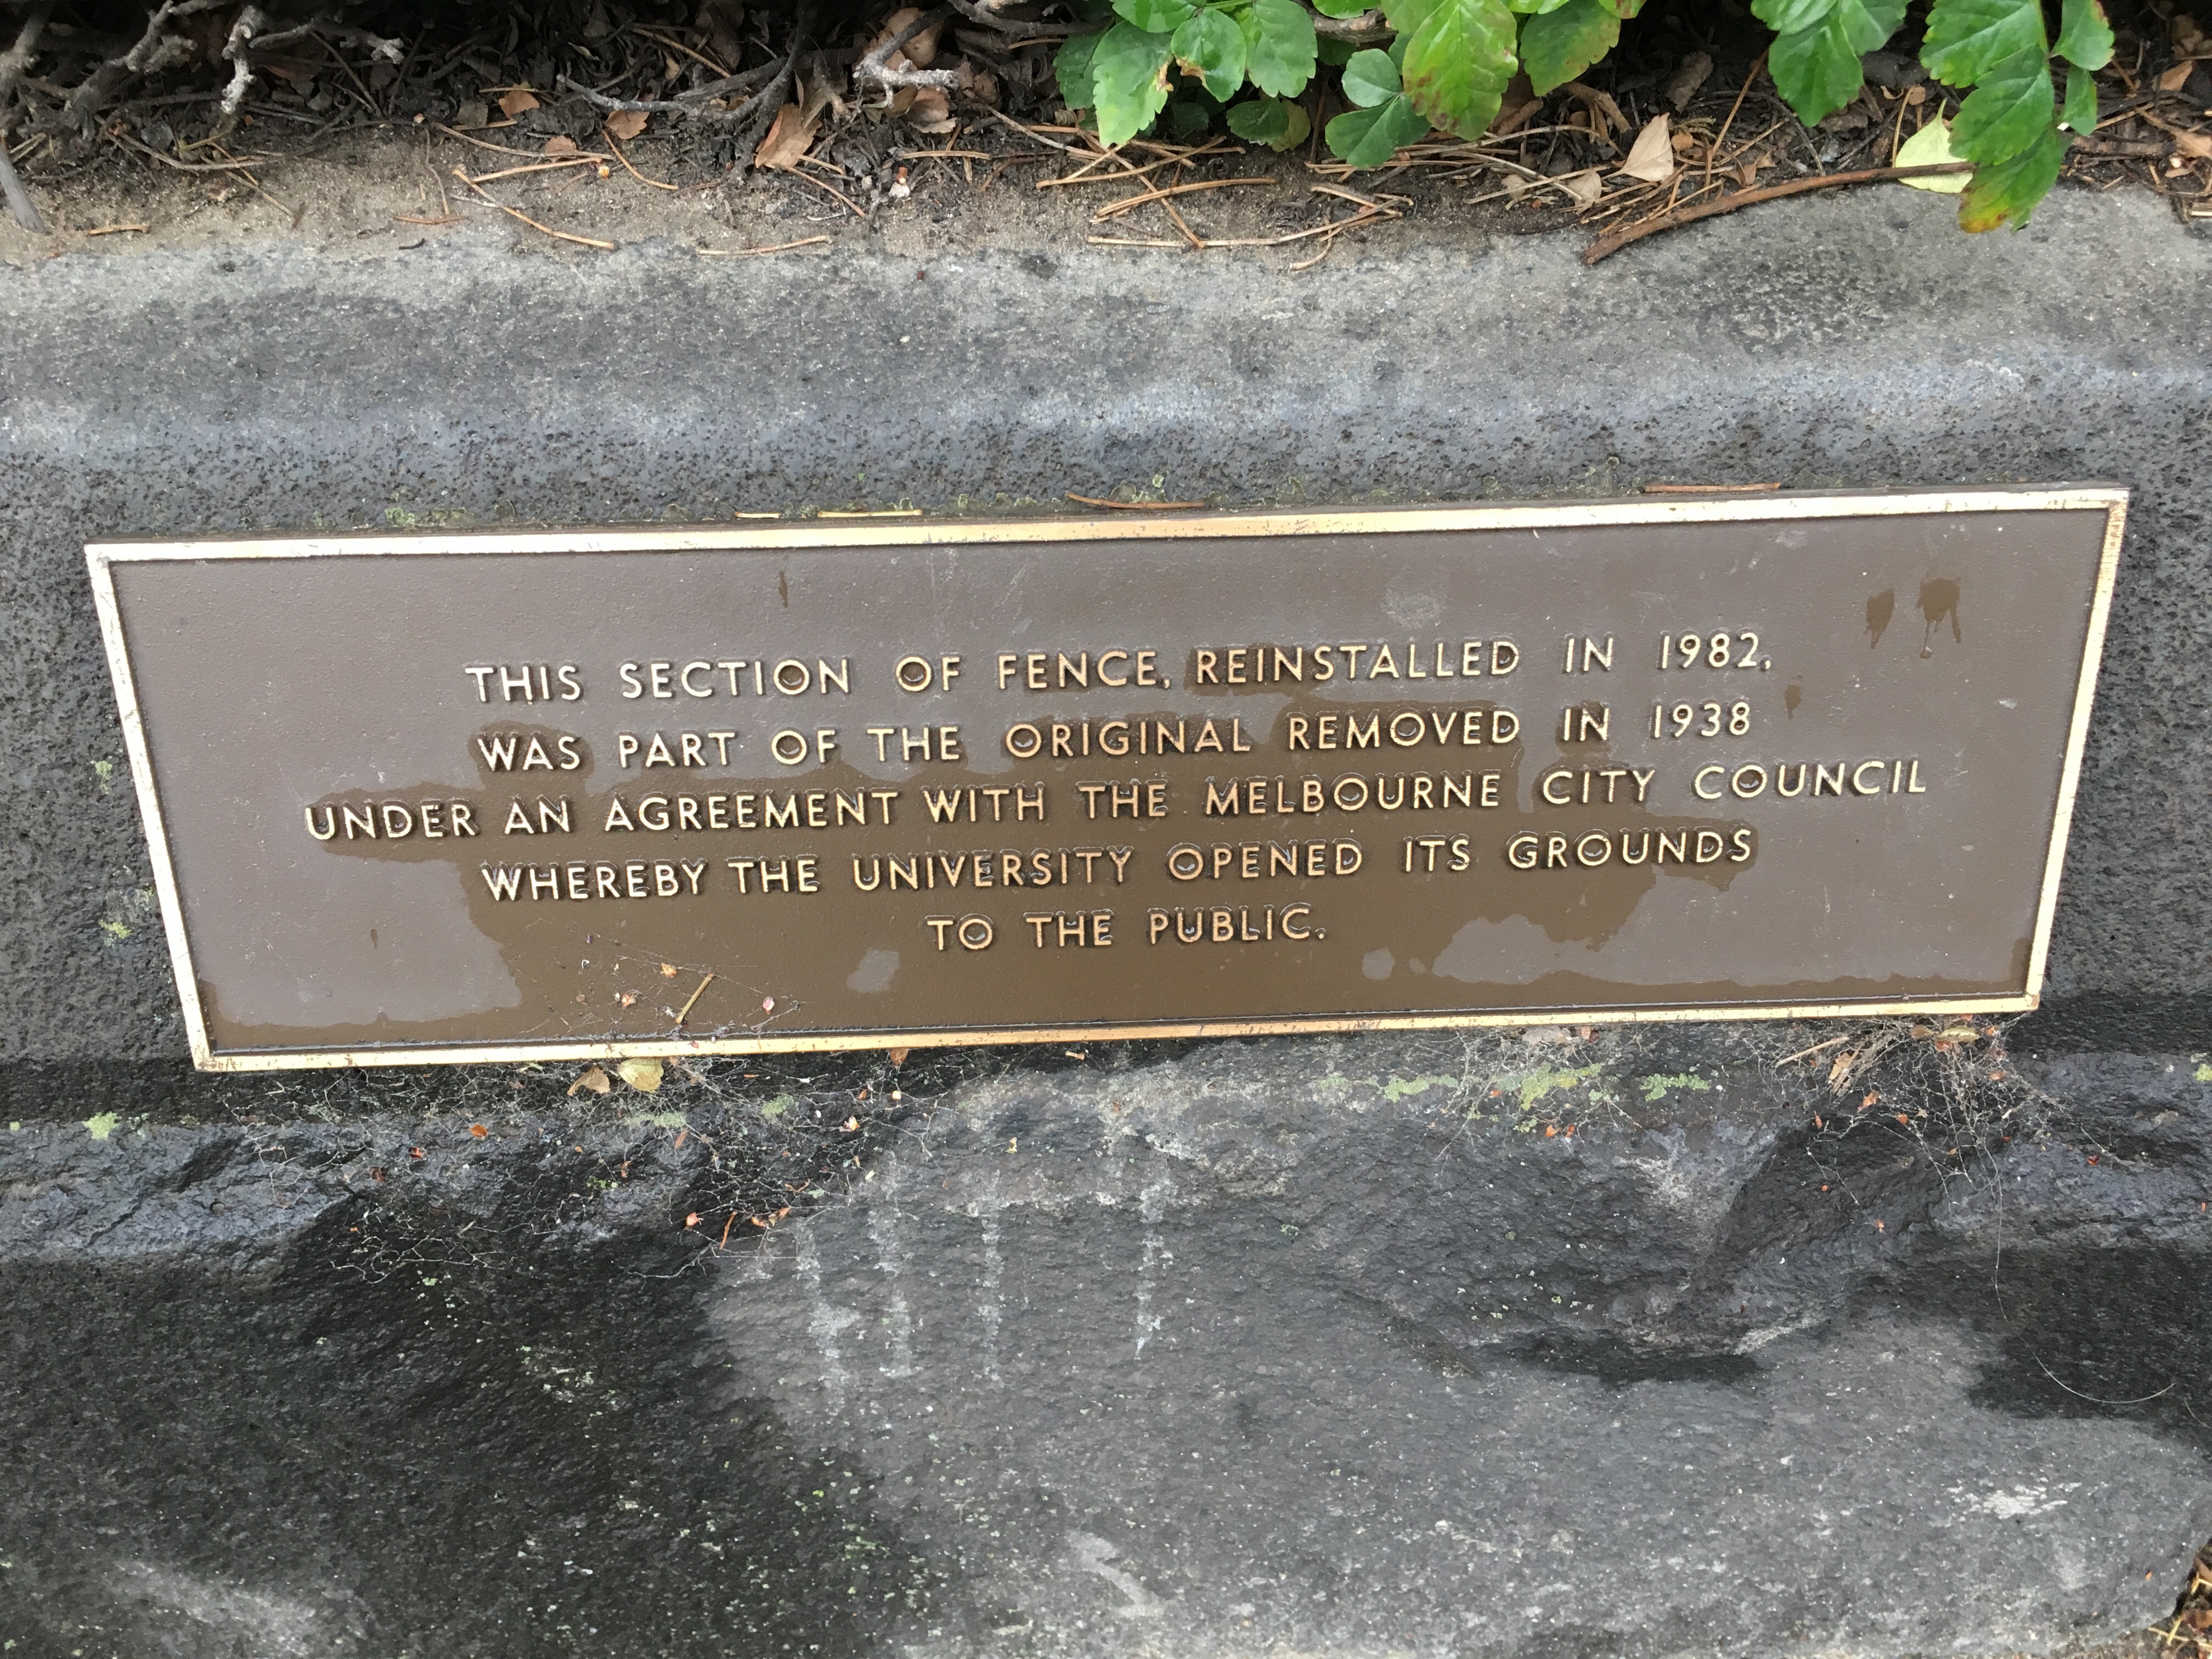 THIS SECTION OF FENCE, REINSTALLED IN 1982,
WAS PART OF THE ORIGINAL REMOVED IN 1938
UNDER AN AGREEMENT WITH THE MELBOURNE CITY COUNCIL
WHEREBY THE UNIVERSITY OPENED ITS GROUNDS
TO THE PUBLIC.